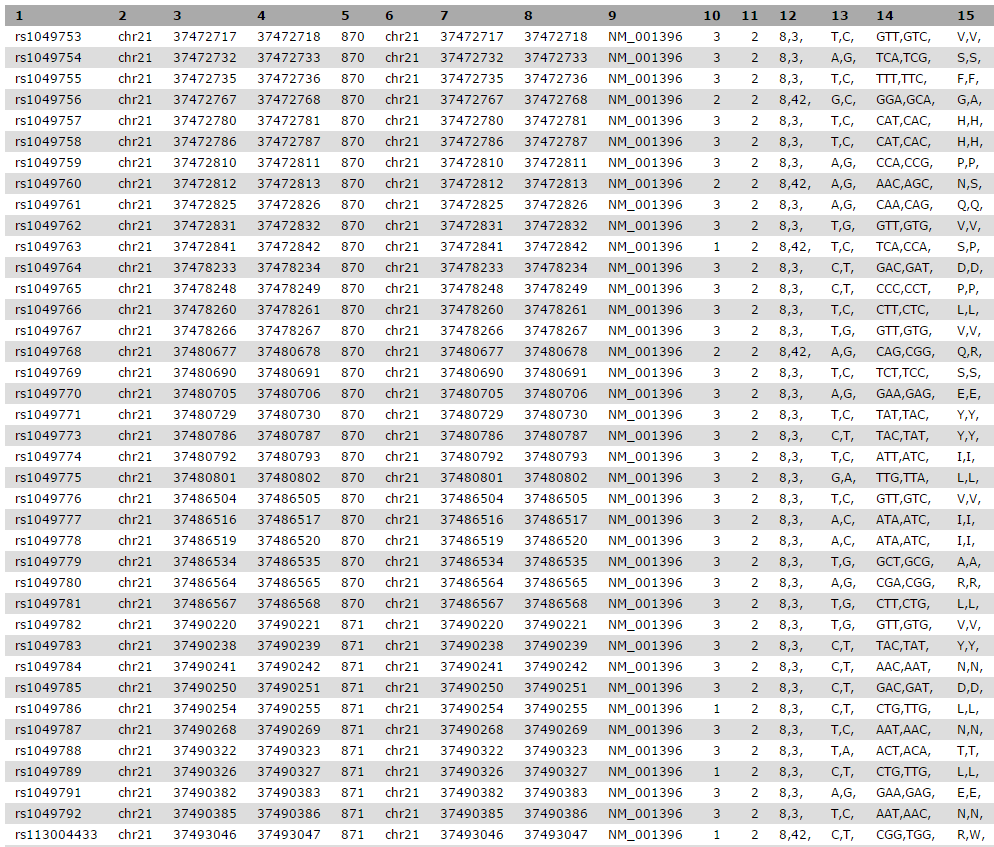 1 2 3 4 5 6 7 8 9 10 11 12 13 14 15
rs1049753 chr21 37472717 37472718 870 chr21 37472717 37472718 NM_001396 3 2 8,3, T,C, GTT,GTC, V,V,
rs1049754 chr21 37472732 37472733 870 chr21 37472732 37472733 NM_001396 3 2 8,3, A,G, TCA,TCG, S,S,
rs1049755 chr21 37472735 37472736 870 chr21 37472735 37472736 NM_001396 3 2 8,3, T,C, TTT,TTC, F,F,
rs1049756 chr21 37472767 37472768 870 chr21 37472767 37472768 NM_001396 2 2 8,42, G,C, GGA,GCA, G,A,
rs1049757 chr21 37472780 37472781 870 chr21 37472780 37472781 NM_001396 3 2 8,3, T,C, CAT,CAC, H,H,
rs1049758 chr21 37472786 37472787 870 chr21 37472786 37472787 NM_001396 3 2 8,3, T,C, CAT,CAC, H,H,
rs1049759 chr21 37472810 37472811 870 chr21 37472810 37472811 NM_001396 3 2 8,3, A,G, CCA,CCG, P,P,
rs1049760 chr21 37472812 37472813 870 chr21 37472812 37472813 NM_001396 2 2 8,42, A,G, AAC,AGC, N,S,
rs1049761 chr21 37472825 37472826 870 chr21 37472825 37472826 NM_001396 3 2 8,3, A,G, CAA,CAG, Q,Q,
rs1049762 chr21 37472831 37472832 870 chr21 37472831 37472832 NM_001396 3 2 8,3, T,G, GTT,GTG, V,V,
rs1049763 chr21 37472841 37472842 870 chr21 37472841 37472842 NM_001396 1 2 8,42, T,C, TCA,CCA, S,P,
rs1049764 chr21 37478233 37478234 870 chr21 37478233 37478234 NM_001396 3 2 8,3, C,T, GAC,GAT, D,D,
rs1049765 chr21 37478248 37478249 870 chr21 37478248 37478249 NM_001396 3 2 8,3, C,T, CCC,CCT, P,P,
rs1049766 chr21 37478260 37478261 870 chr21 37478260 37478261 NM_001396 3 2 8,3, T,C, CTT,CTC, L,L,
rs1049767 chr21 37478266 37478267 870 chr21 37478266 37478267 NM_001396 3 2 8,3, T,G, GTT,GTG, V,V,
rs1049768 chr21 37480677 37480678 870 chr21 37480677 37480678 NM_001396 2 2 8,42, A,G, CAG,CGG, Q,R,
rs1049769 chr21 37480690 37480691 870 chr21 37480690 37480691 NM_001396 3 2 8,3, T,C, TCT,TCC, S,S,
rs1049770 chr21 37480705 37480706 870 chr21 37480705 37480706 NM_001396 3 2 8,3, A,G, GAA,GAG, E,E,
rs1049771 chr21 37480729 37480730 870 chr21 37480729 37480730 NM_001396 3 2 8,3, T,C, TAT,TAC, Y,Y,
rs1049773 chr21 37480786 37480787 870 chr21 37480786 37480787 NM_001396 3 2 8,3, C,T, TAC,TAT, Y,Y,
rs1049774 chr21 37480792 37480793 870 chr21 37480792 37480793 NM_001396 3 2 8,3, T,C, ATT,ATC, I,I,
rs1049775 chr21 37480801 37480802 870 chr21 37480801 37480802 NM_001396 3 2 8,3, G,A, TTG,TTA, L,L,
rs1049776 chr21 37486504 37486505 870 chr21 37486504 37486505 NM_001396 3 2 8,3, T,C, GTT,GTC, V,V,
rs1049777 chr21 37486516 37486517 870 chr21 37486516 37486517 NM_001396 3 2 8,3, A,C, ATA,ATC, I,I,
rs1049778 chr21 37486519 37486520 870 chr21 37486519 37486520 NM_001396 3 2 8,3, A,C, ATA,ATC, I,I,
rs1049779 chr21 37486534 37486535 870 chr21 37486534 37486535 NM_001396 3 2 8,3, T,G, GCT,GCG, A,A,
rs1049780 chr21 37486564 37486565 870 chr21 37486564 37486565 NM_001396 3 2 8,3, A,G, CGA,CGG, R,R,
rs1049781 chr21 37486567 37486568 870 chr21 37486567 37486568 NM_001396 3 2 8,3, T,G, CTT,CTG, L,L,
rs1049782 chr21 37490220 37490221 871 chr21 37490220 37490221 NM_001396 3 2 8,3, T,G, GTT,GTG, V,V,
rs1049783 chr21 37490238 37490239 871 chr21 37490238 37490239 NM_001396 3 2 8,3, C,T, TAC,TAT, Y,Y,
rs1049784 chr21 37490241 37490242 871 chr21 37490241 37490242 NM_001396 3 2 8,3, C,T, AAC,AAT, N,N,
rs1049785 chr21 37490250 37490251 871 chr21 37490250 37490251 NM_001396 3 2 8,3, C,T, GAC,GAT, D,D,
rs1049786 chr21 37490254 37490255 871 chr21 37490254 37490255 NM_001396 1 2 8,3, C,T, CTG,TTG, L,L,
rs1049787 chr21 37490268 37490269 871 chr21 37490268 37490269 NM_001396 3 2 8,3, T,C, AAT,AAC, N,N,
rs1049788 chr21 37490322 37490323 871 chr21 37490322 37490323 NM_001396 3 2 8,3, T,A, ACT,ACA, T,T,
rs1049789 chr21 37490326 37490327 871 chr21 37490326 37490327 NM_001396 1 2 8,3, C,T, CTG,TTG, L,L,
rs1049791 chr21 37490382 37490383 871 chr21 37490382 37490383 NM_001396 3 2 8,3, A,G, GAA,GAG, E,E,
rs1049792 chr21 37490385 37490386 871 chr21 37490385 37490386 NM_001396 3 2 8,3, T,C, AAT,AAC, N,N,
rs113004433 chr21 37493046 37493047 871 chr21 37493046 37493047 NM_001396 1 2 8,42, C,T, CGG,TGG, R,W,